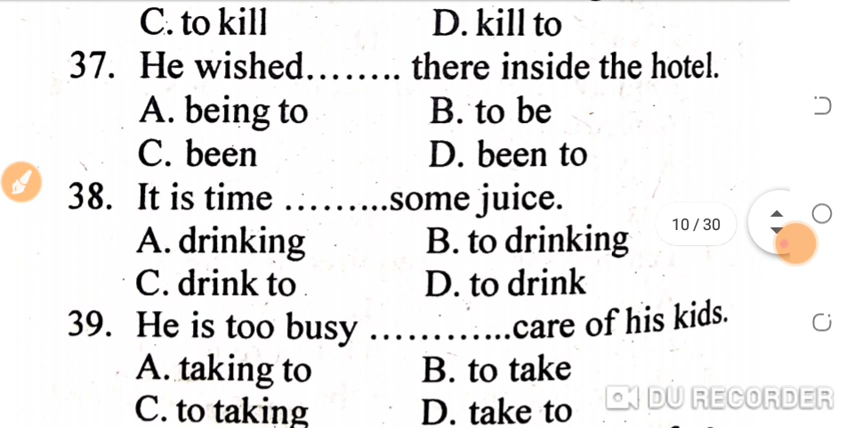 C. to kill D. kill to
37. He wished........ there inside the hotel.
A. being to B. to be
C. been D. been to
38. It is time .........some juice.
10 / 30
A. drinking B. to drinking
C. drink to D. to drink
39. He is too busy ............care of his kids.
A. taking to B. to take
C. to taking D. take to
DU RECORDER